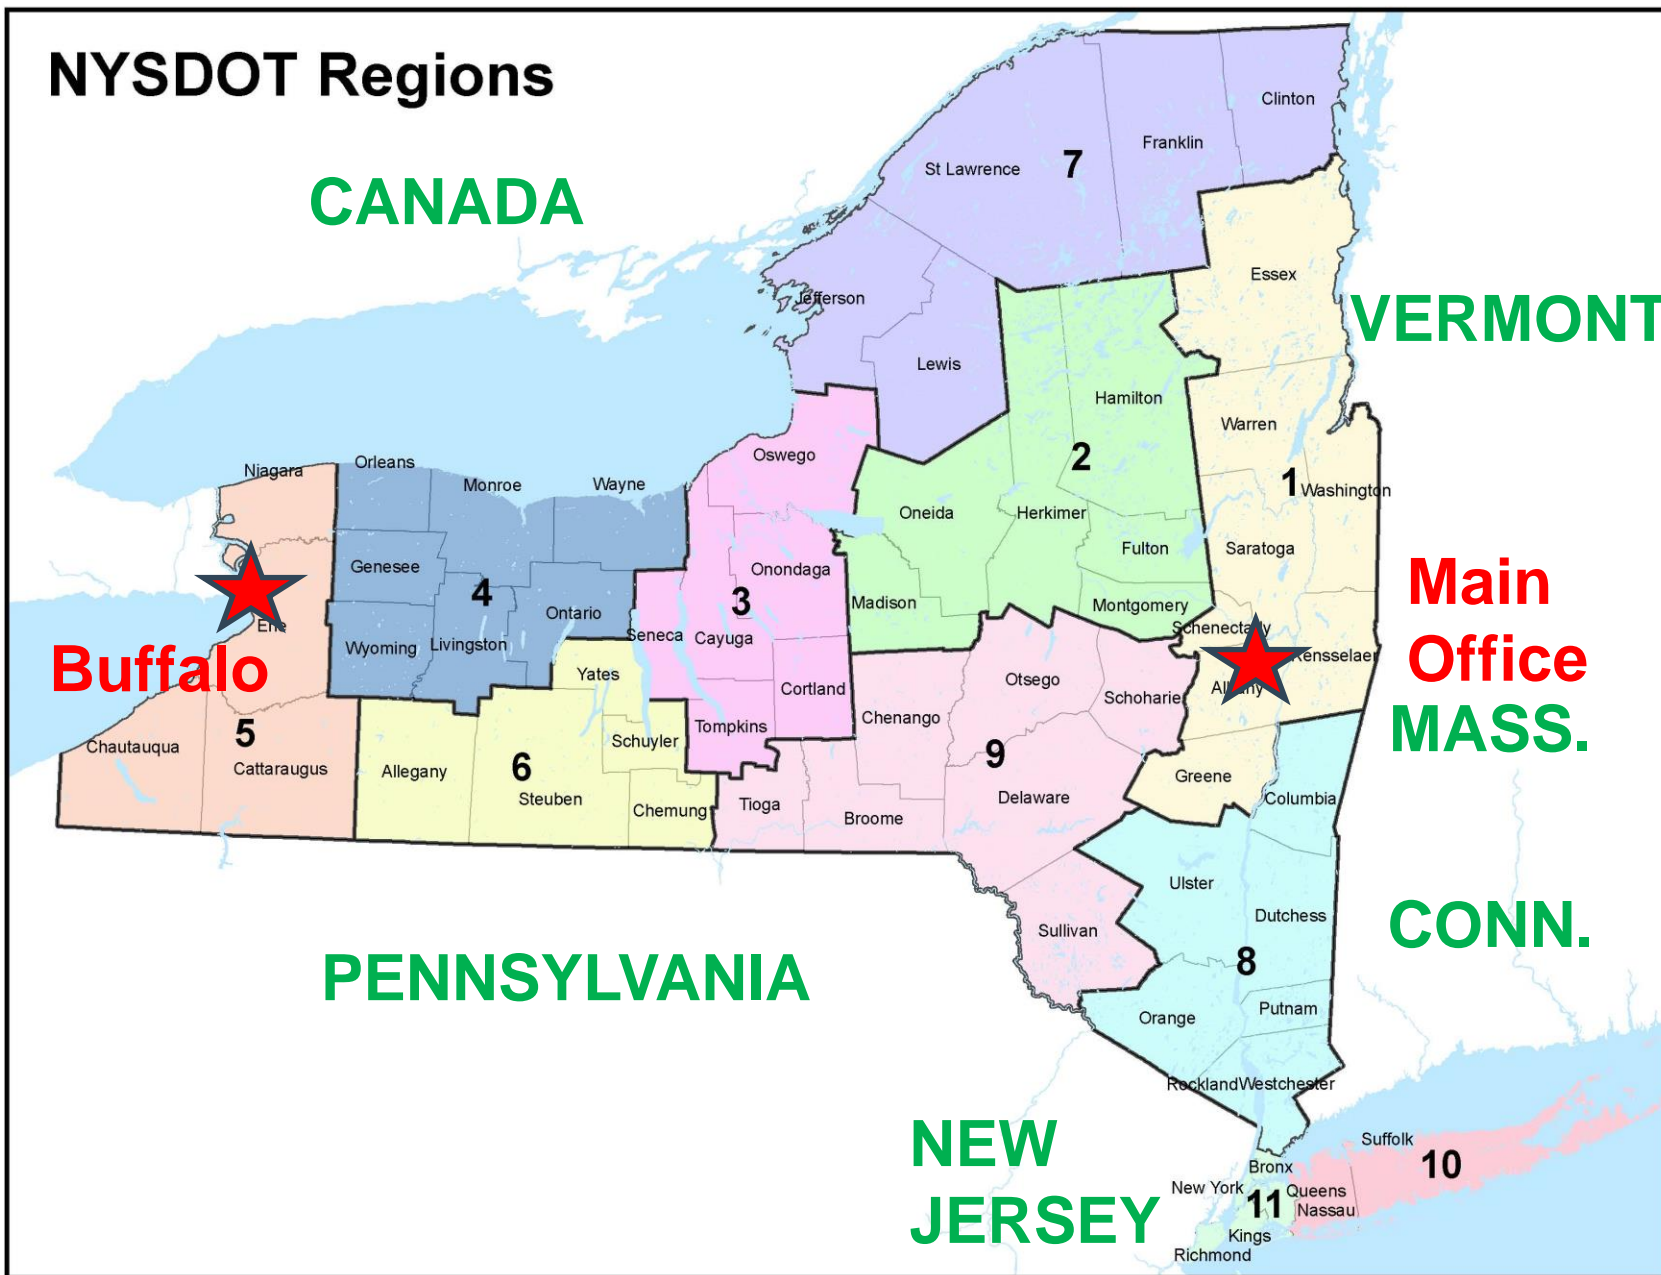 NYSDOT Regions
CANADA
VERMONT
Main
Office
MASS.
CONN.
PENNSYLVANIA
NEW
JERSEY
Buffalo
Clinton
Franklin
St Lawrence
7
Essex
Jefferson
Lewis
Hamilton
Warren
2
1
Washington
Oswego
Niagara
Orleans
Monroe
Wayne
Oneida
Herkimer
Fulton
Saratoga
Genesee
Onondaga
4
Ontario
3
Madison
Montgomery
Schenectady
Erie
Wyoming
Livingston
Seneca
Cayuga
Rensselaer
Yates
Otsego
Cortland
Schoharie
Albany
Chenango
Tompkins
5
Chautauqua
Cattaraugus
Schuyler
9
Allegany
6
Steuben
Greene
Delaware
Columbia
Chemung
Tioga
Broome
Ulster
Dutchess
Sullivan
8
Putnam
Orange
Rockland
Westchester
Suffolk
10
Bronx
New York
11
Queens
Nassau
Kings
Richmond